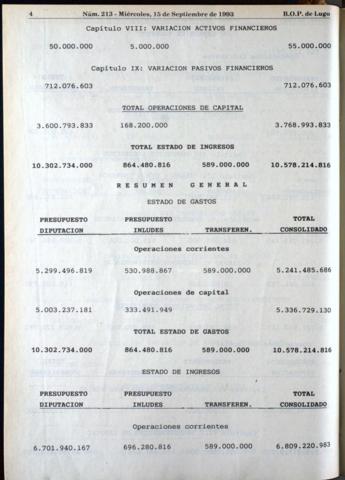 4 Núm. 213 - Miércoles, 15 de Septiembre de 1993 B.O.P. de Lugo
Capítulo VIII: VARIACION ACTIVOS FINANCIEROS
50.000.000 5.000.000 55.000.000
Capítulo IX: VARIACION PASIVOS FINANCIEROS
712.076.603 712.076.603
TOTAL OPERACIONES DE CAPITAL
3.600.793.833 168.200.000 3.768.993.833
TOTAL ESTADO DE INGRESOS
10.302.734.000 864.480.816 589.000.000 10.578.214.816
RESUMEN GENERAL
ESTADO DE GASTOS
PRESUPUESTO PRESUPUESTO TOTAL
DIPUTACION INLUDES TRANSFEREN. CONSOLIDADO
Operaciones corrientes
5.299.496.819 530.988.867 589.000.000 5.241.485.686
Operaciones de capital
5.003.237.181 333.491.949 5.336.729.130
TOTAL ESTADO DE GASTOS
10.302.734.000 864.480.816 589.000.000 10.578.214.816
ESTADO DE INGRESOS
PRESUPUESTO PRESUPUESTO TOTAL
DIPUTACION INLUDES TRANSFEREN. CONSOLIDADO
Operaciones corrientes
6.701.940.167 696.280.816 589.000.000 6.809.220.983